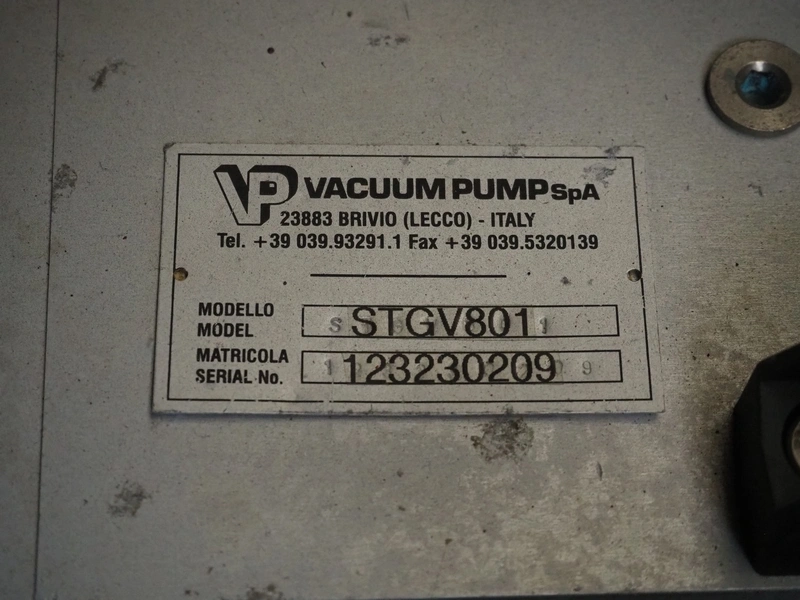 VP VACUUM PUMP SpA
23883 BRIVIO (LECCO) - ITALY
Tel. +39 039.93291.1 Fax +39 039.5320139
MODELLO
MODEL
STGV801
MATRICOLA
SERIAL No.
123230209